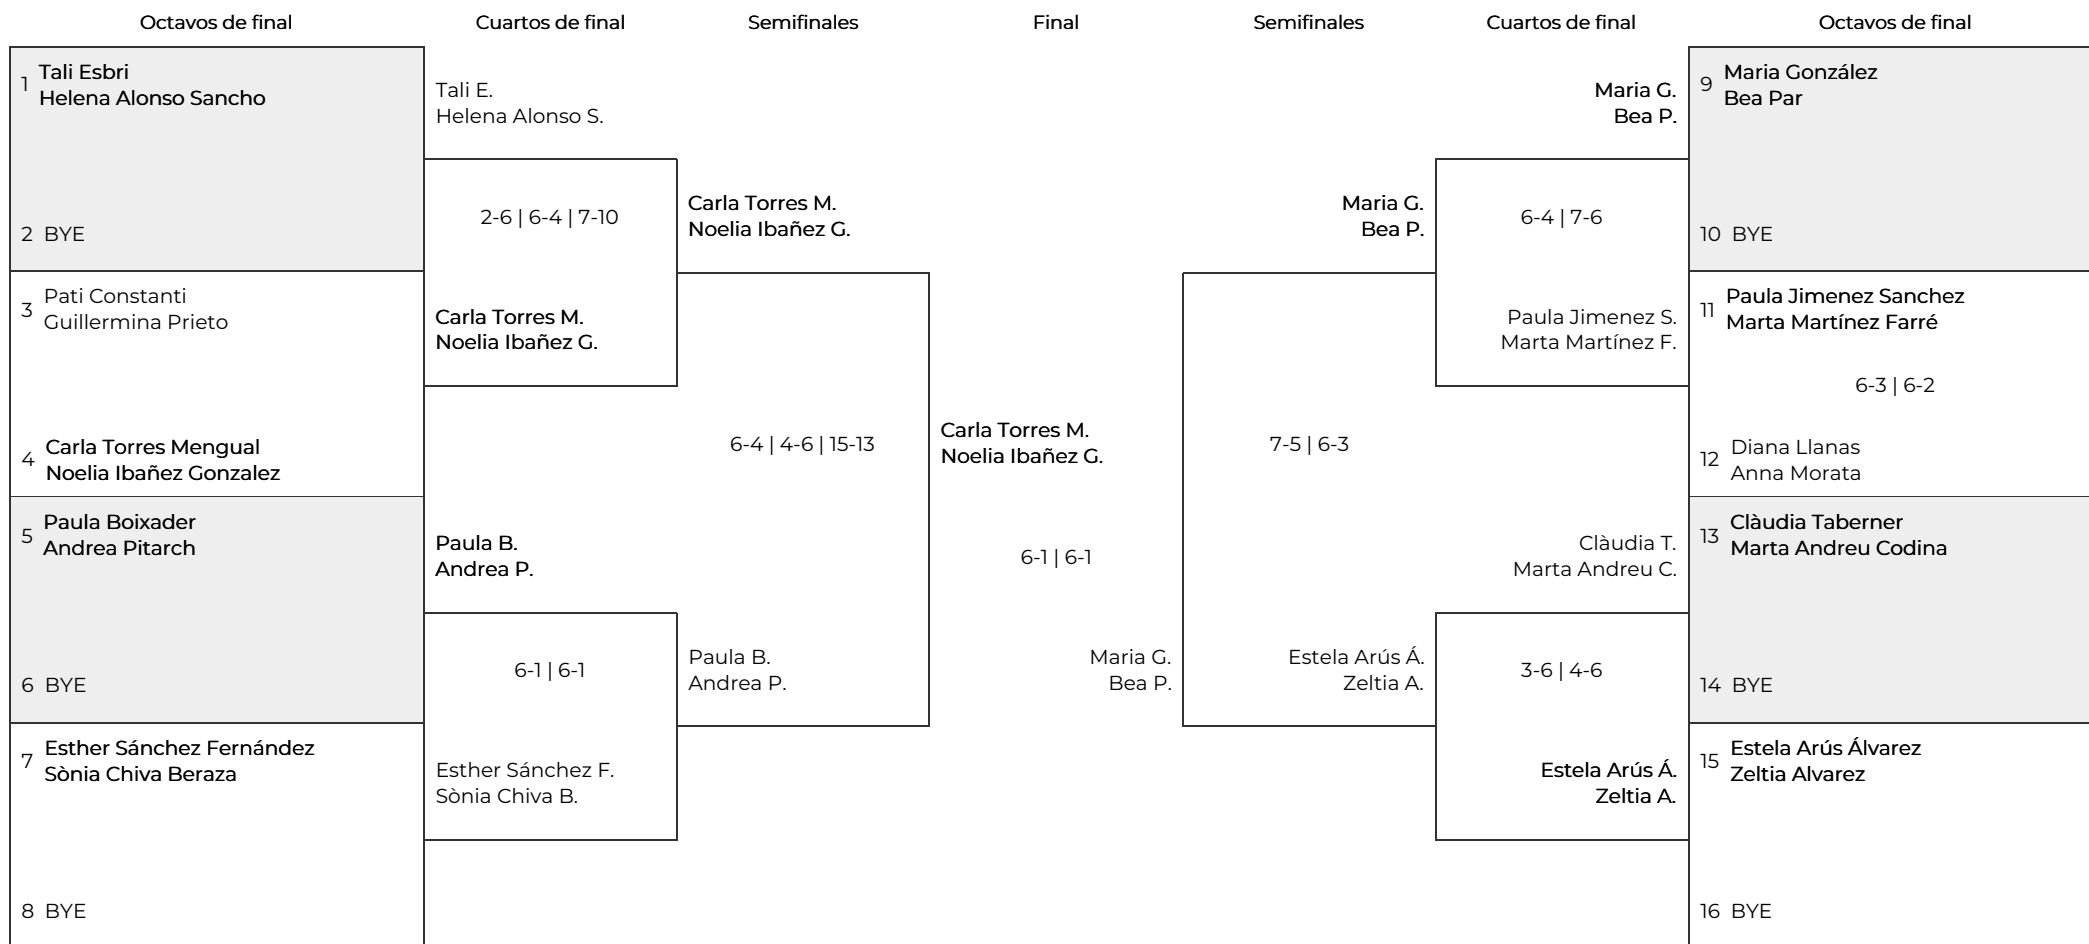 Octavos de final
Cuartos de final
Semifinales
Final
Semifinales
Cuartos de final
Octavos de final
1
Tali Esbri
Helena Alonso Sancho
2 BYE
3
Pati Constanti
Guillermina Prieto
4
Carla Torres Mengual
Noelia Ibañez Gonzalez
5
Paula Boixader
Andrea Pitarch
6 BYE
7
Esther Sánchez Fernández
Sònia Chiva Beraza
8 BYE
Tali E.
Helena Alonso S.
2-6 | 6-4 | 7-10
Carla Torres M.
Noelia Ibañez G.
Paula B.
Andrea P.
6-1 | 6-1
Esther Sánchez F.
Sònia Chiva B.
Carla Torres M.
Noelia Ibañez G.
6-4 | 4-6 | 15-13
Paula B.
Andrea P.
Carla Torres M.
Noelia Ibañez G.
6-1 | 6-1
Maria G.
Bea P.
Maria G.
Bea P.
7-5 | 6-3
Estela Arús Á.
Zeltia A.
Maria G.
Bea P.
6-4 | 7-6
Paula Jimenez S.
Marta Martínez F.
Clàudia T.
Marta Andreu C.
3-6 | 4-6
Estela Arús Á.
Zeltia A.
9
Maria González
Bea Par
10 BYE
11
Paula Jimenez Sanchez
Marta Martínez Farré
6-3 | 6-2
12
Diana Llanas
Anna Morata
13
Clàudia Taberner
Marta Andreu Codina
14 BYE
15
Estela Arús Álvarez
Zeltia Alvarez
16 BYE